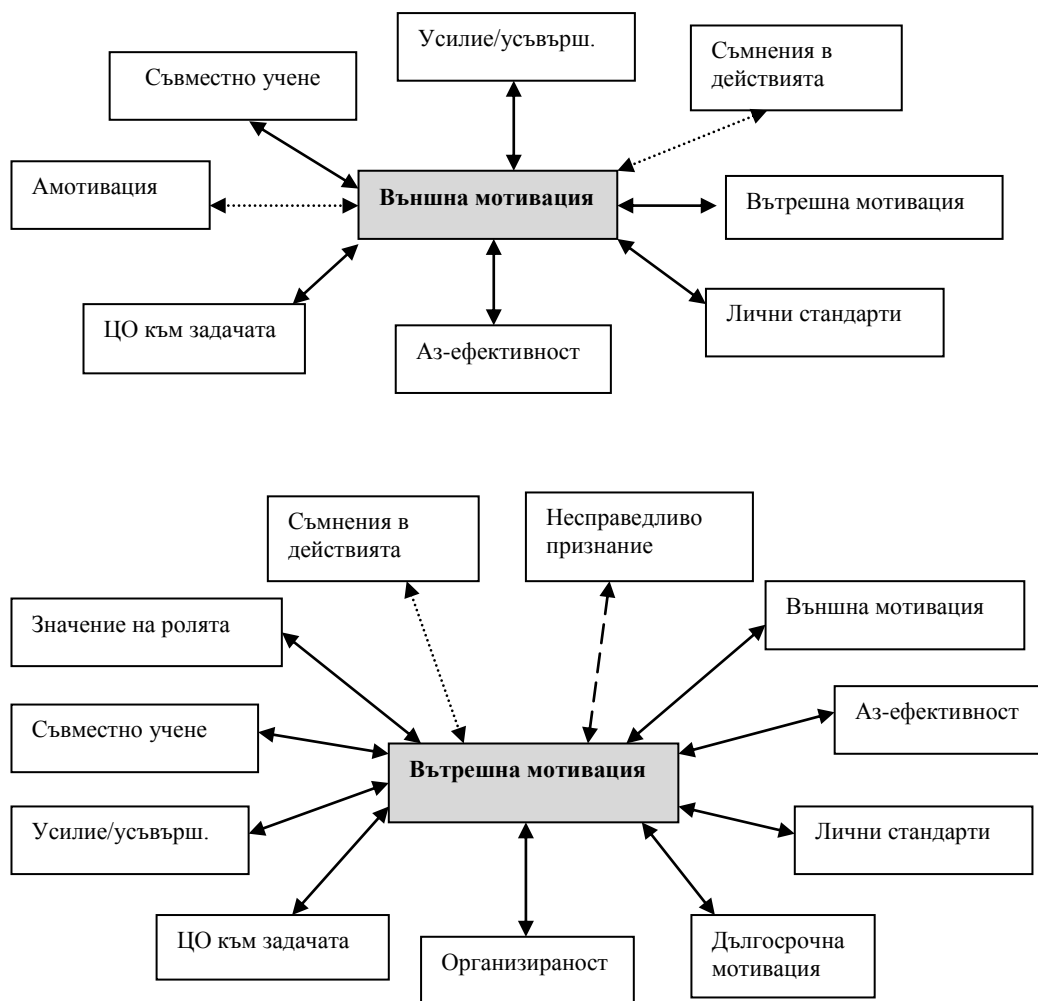 Усилие/усъвърш.
Съмнения в
действията
Съвместно учене
Амотивация
Външна мотивация
Вътрешна мотивация
ЦО към задачата
Аз-ефективност
Лични стандарти
Съмнения в
действията
Несправедливо
признание
Значение на ролята
Външна мотивация
Съвместно учене
Аз-ефективност
Вътрешна мотивация
Усилие/усъвърш.
Лични стандарти
ЦО към задачата
Организираност
Дългосрочна
мотивация